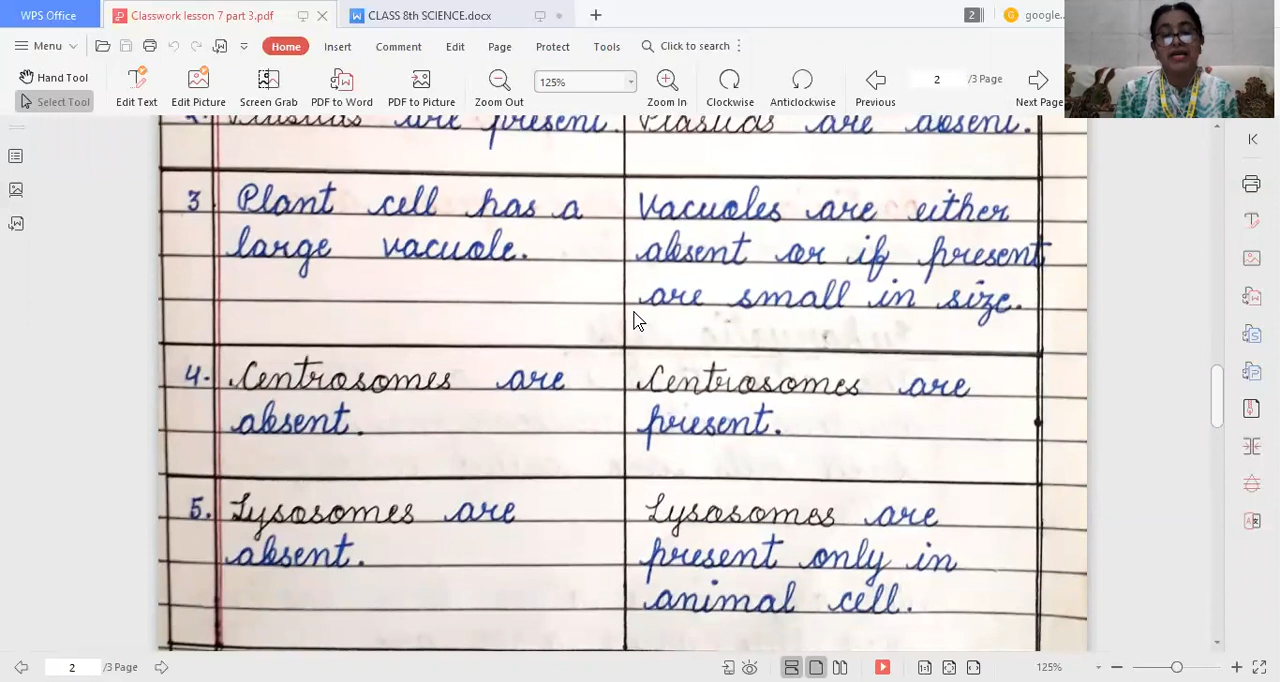 WPS Office
Classwork lesson 7 part 3.pdf
CLASS 8th SCIENCE.docx
2
google...
Menu
Home
Insert
Comment
Edit
Page
Protect
Tools
Click to search
Hand Tool
Select Tool
Edit Text
Edit Picture
Screen Grab
PDF to Word
PDF to Picture
Zoom Out
125%
Zoom In
Clockwise
Anticlockwise
Previous
2
/3 Page
Next Page
are present.
Plastids are absent.
3 Plant cell has a
large vacuole.
Vacuoles are either
absent or if present
are small in size.
4. Centrosomes are
absent.
Centrosomes are
present.
5. Lysosomes are
absent.
Lysosomes are
present only in
animal cell.
2
/3 Page
125%